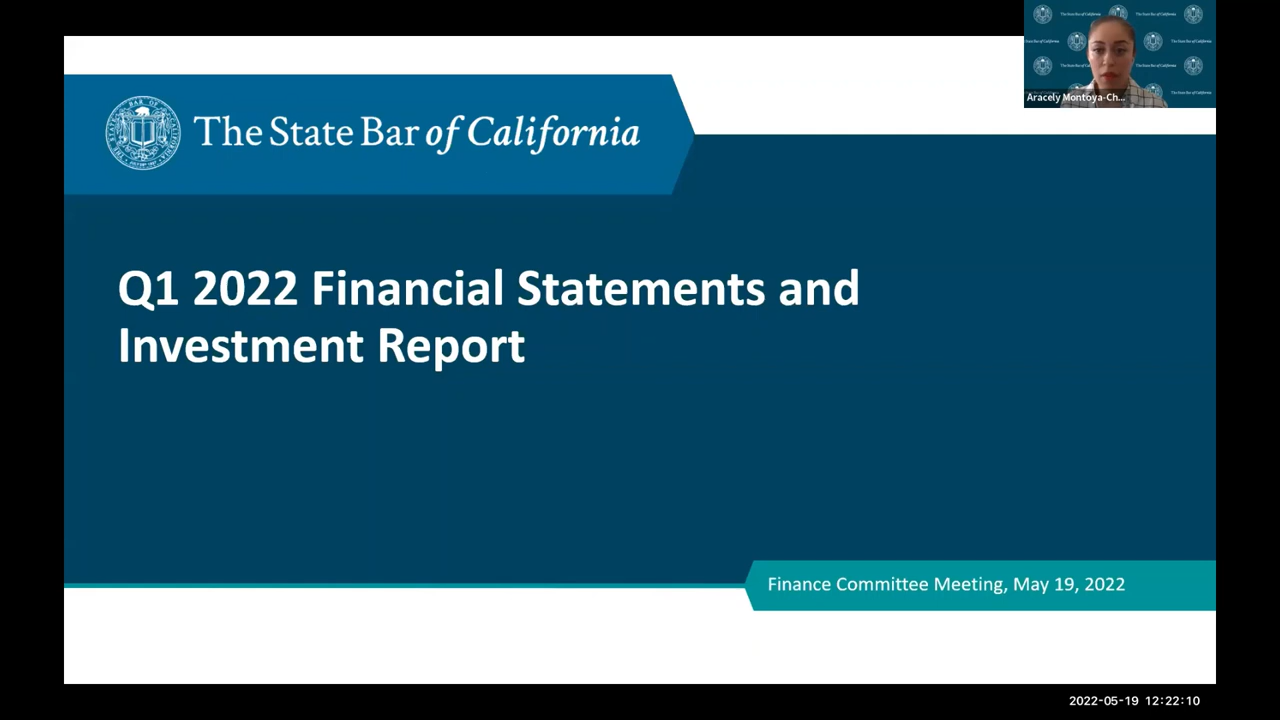 The State Bar of California
Q1 2022 Financial Statements and
Investment Report
Finance Committee Meeting, May 19, 2022
Aracely Montoya-Ch...
2022-05-19 12:22:10